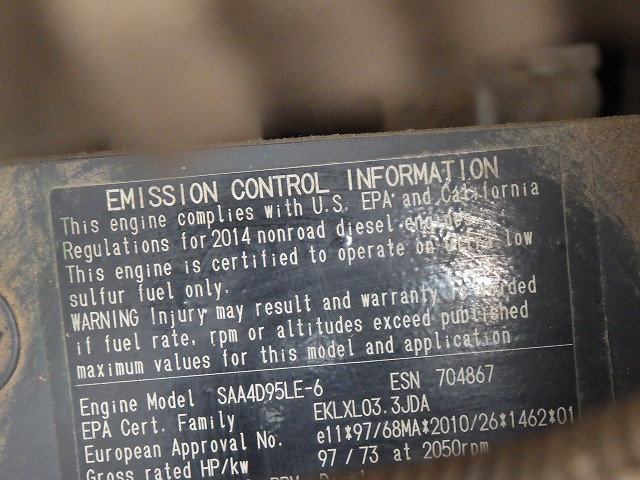 EMISSION CONTROL INFORMATION
This engine complies with U.S. EPA and California
Regulations for 2014 nonroad diesel engines
This engine is certified to operate on low
sulfur fuel only.
WARNING Injury may result and warranty is
if fuel rate, rpm or altitudes exceed published
maximum values for this model and application
Engine Model SAA4D95LE-6 ESN 704867
EPA Cert. Family EKLXL03.3JDA
European Approval No. e11*97/68MA*2010/26*1462*01
Gross rated HP/kw 97/73 at 2050rpm